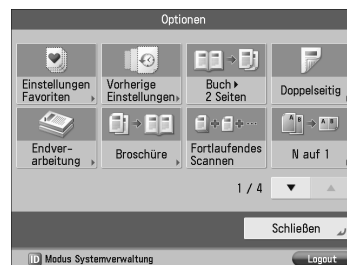 Optionen
Einstellungen
Favoriten
Vorherige
Einstellungen
Buch
2 Seiten
Doppelseitig
Endver-
arbeitung
Broschüre
Fortlaufendes
Scannen
N auf 1
1 / 4
Schließen
ID Modus Systemverwaltung
Logout